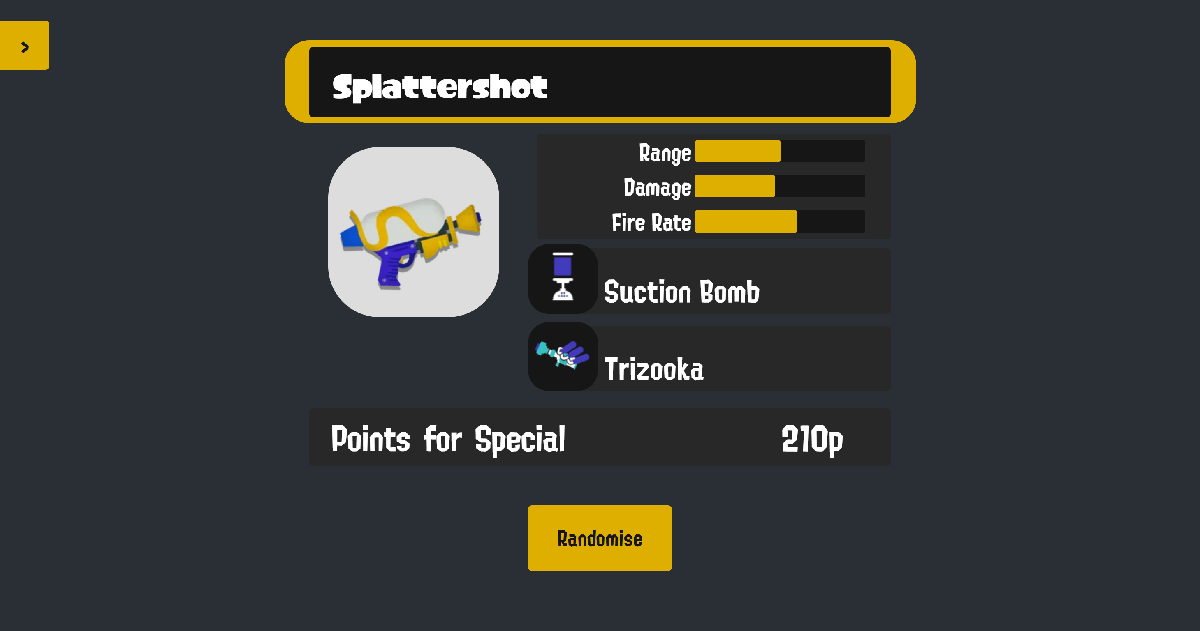 >
Splattershot
Range
Damage
Fire Rate
Suction Bomb
Trizooka
Points for Special 210p
Randomise